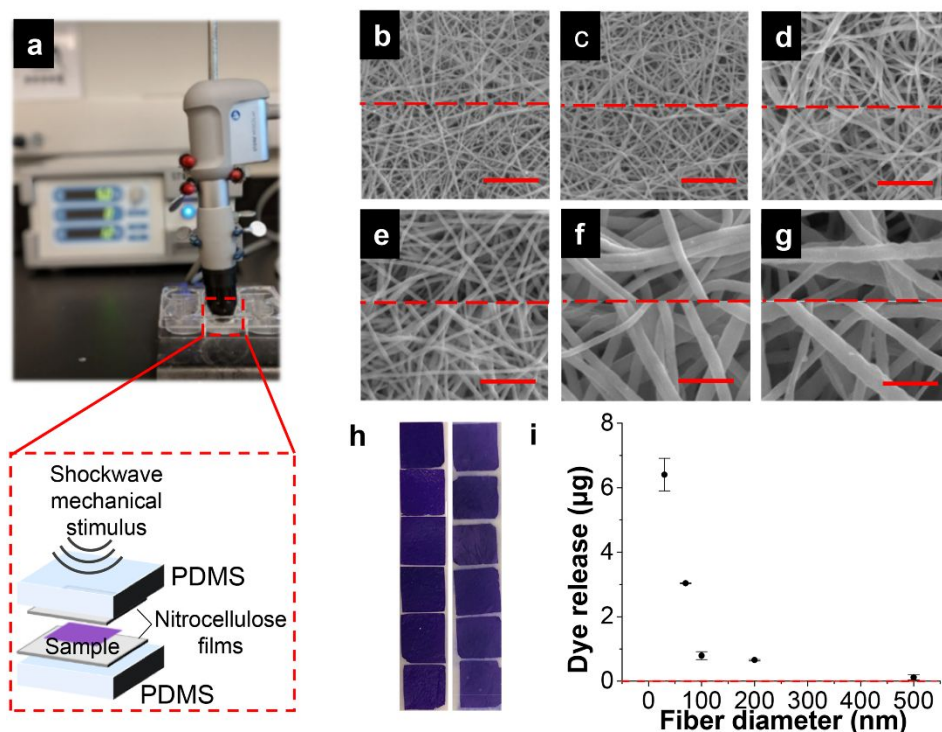 a
b
c
d
e
f
g
h
i
Shockwave
mechanical
stimulus
PDMS
Nitrocellulose
films
Sample
PDMS
8
6
4
2
0
Dye release (µg)
0 100 200 300 400 500
Fiber diameter (nm)